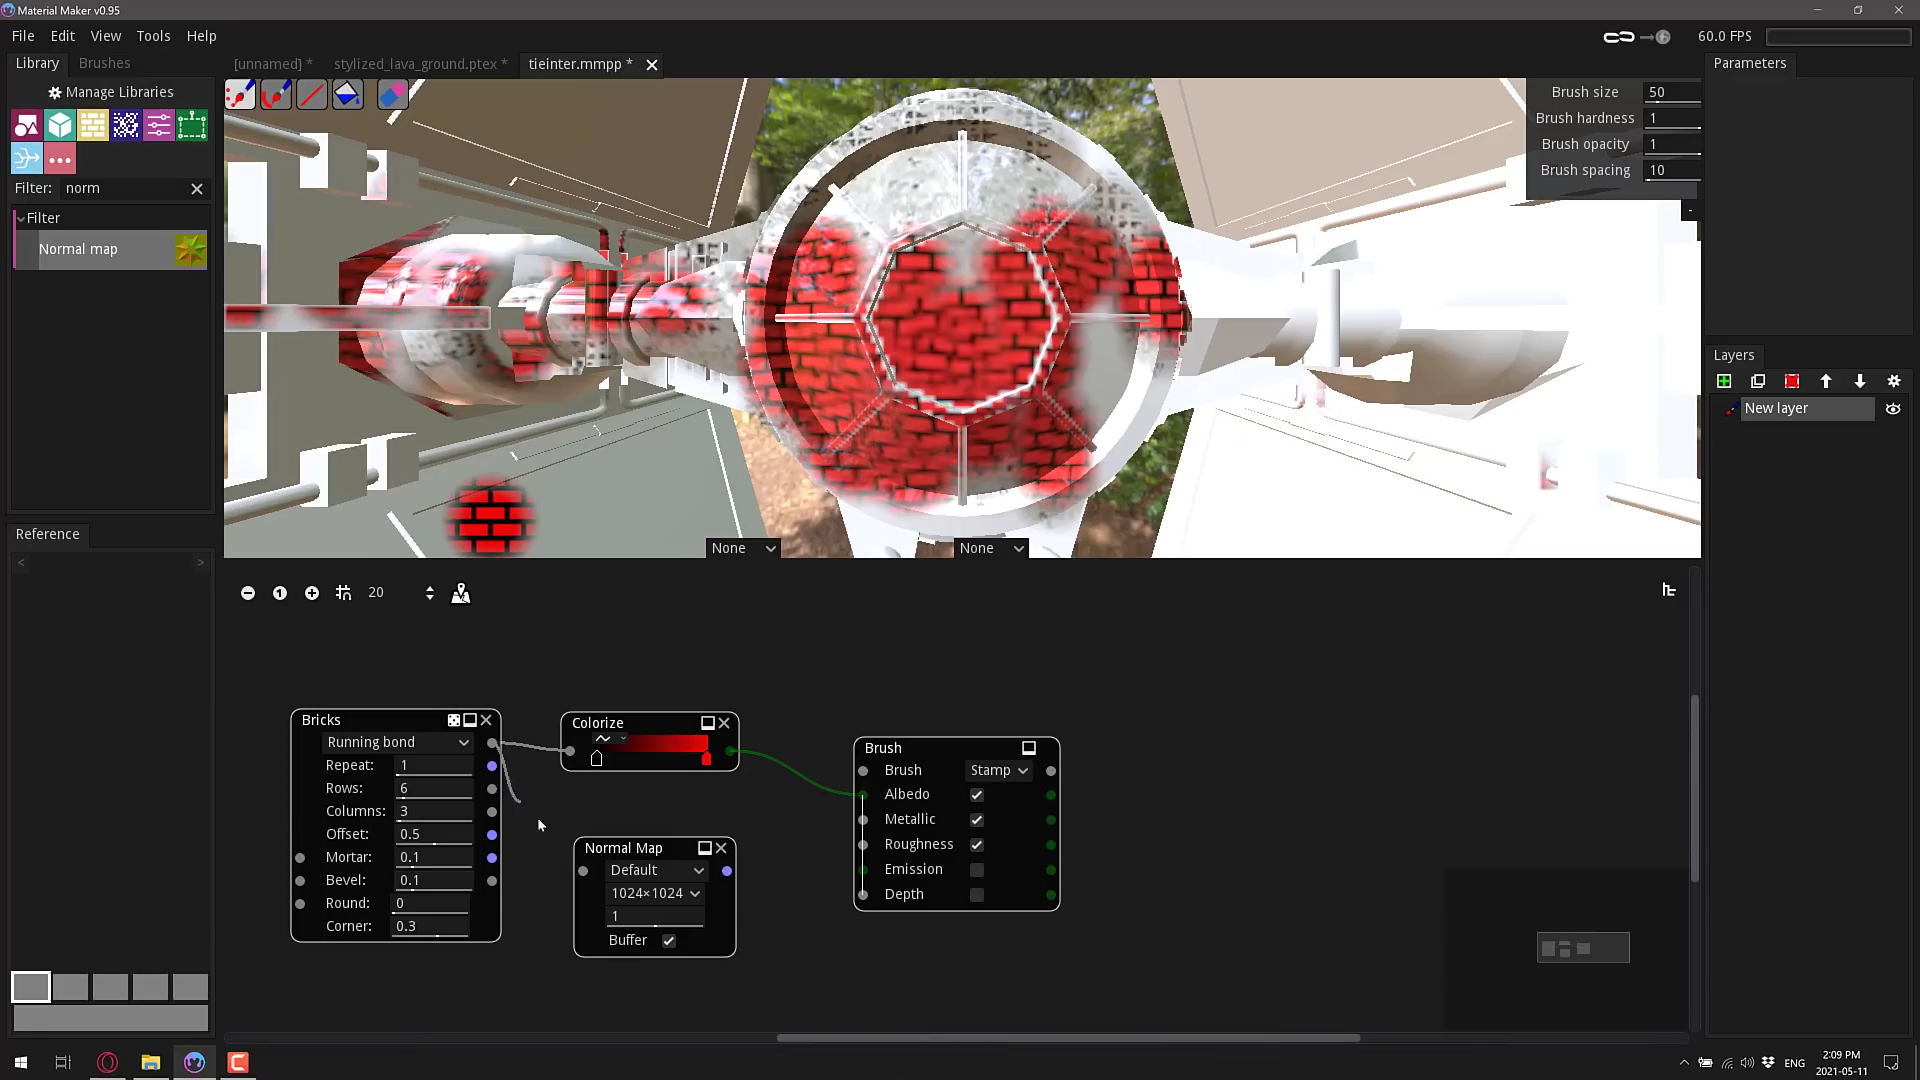 Material Maker v0.95
File Edit View Tools Help
60.0 FPS
Library Brushes
[unnamed] * stylized_lava_ground.ptex * tieinter.mmpp *
Parameters
Manage Libraries
Brush size 50
Brush hardness 1
Brush opacity 1
Brush spacing 10
Filter: norm
Filter
Normal map
Layers
New layer
Reference
< >
None None
20
Bricks
Running bond
Repeat: 1
Rows: 6
Columns: 3
Offset: 0.5
Mortar: 0.1
Bevel: 0.1
Round: 0
Corner: 0.3
Colorize
Normal Map
Default
1024×1024
1
Buffer
Brush
Brush Stamp
Albedo
Metallic
Roughness
Emission
Depth
ENG
2:09 PM
2021-05-11